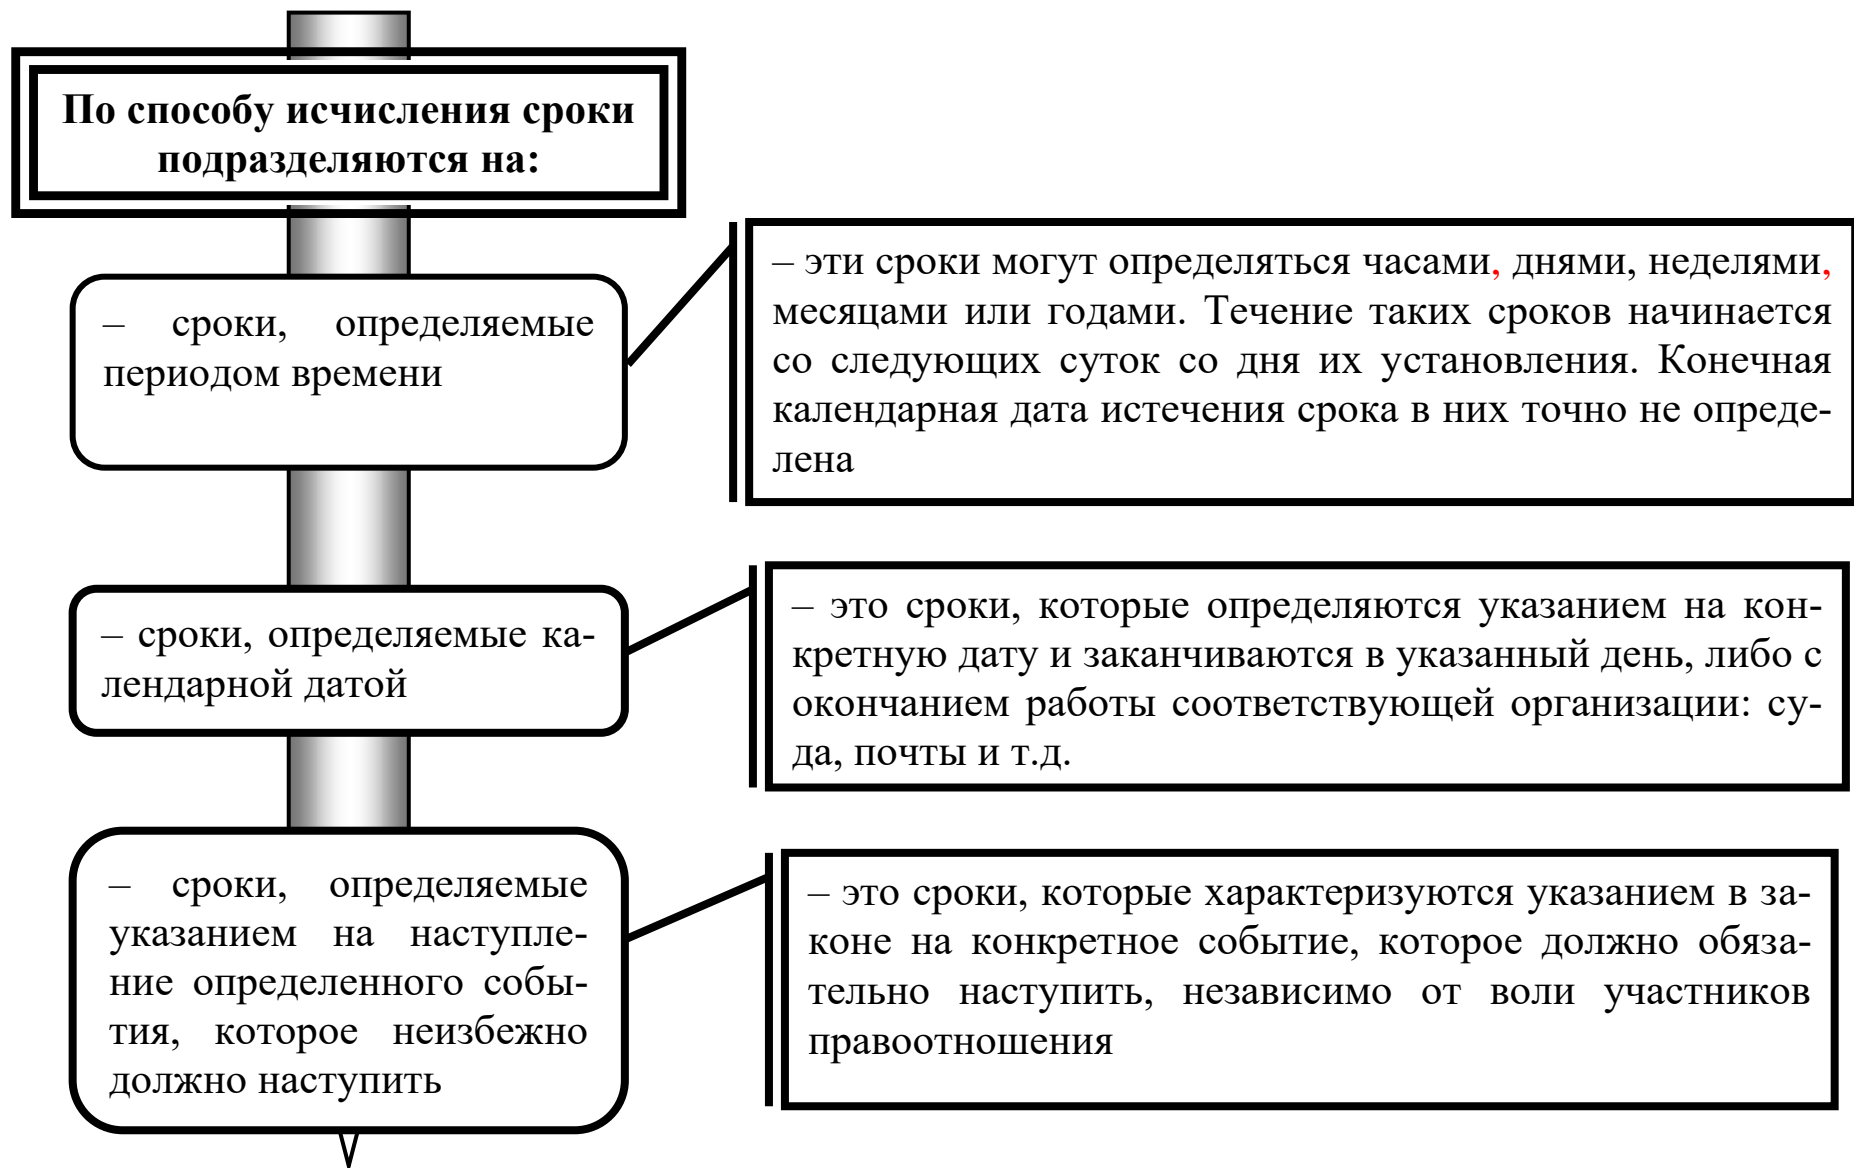 По способу исчисления сроки
подразделяются на:
– сроки, определяемые
периодом времени
– эти сроки могут определяться часами, днями, неделями,
месяцами или годами. Течение таких сроков начинается
со следующих суток со дня их установления. Конечная
календарная дата истечения срока в них точно не опреде-
лена
– сроки, определяемые ка-
лендарной датой
– это сроки, которые определяются указанием на кон-
кретную дату и заканчиваются в указанный день, либо с
окончанием работы соответствующей организации: су-
да, почты и т.д.
– сроки, определяемые
указанием на наступле-
ние определенного собы-
тия, которое неизбежно
должно наступить
– это сроки, которые характеризуются указанием в за-
коне на конкретное событие, которое должно обяза-
тельно наступить, независимо от воли участников
правоотношения